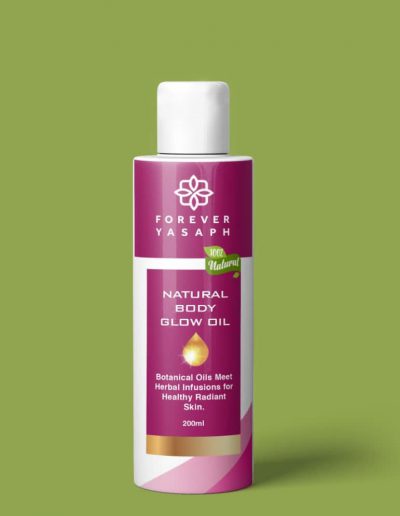 FOREVER
YASAPH
100%
Natural
NATURAL
BODY
GLOW OIL
Botanical Oils Meet
Herbal Infusions for
Healthy Radiant
Skin.
200ml